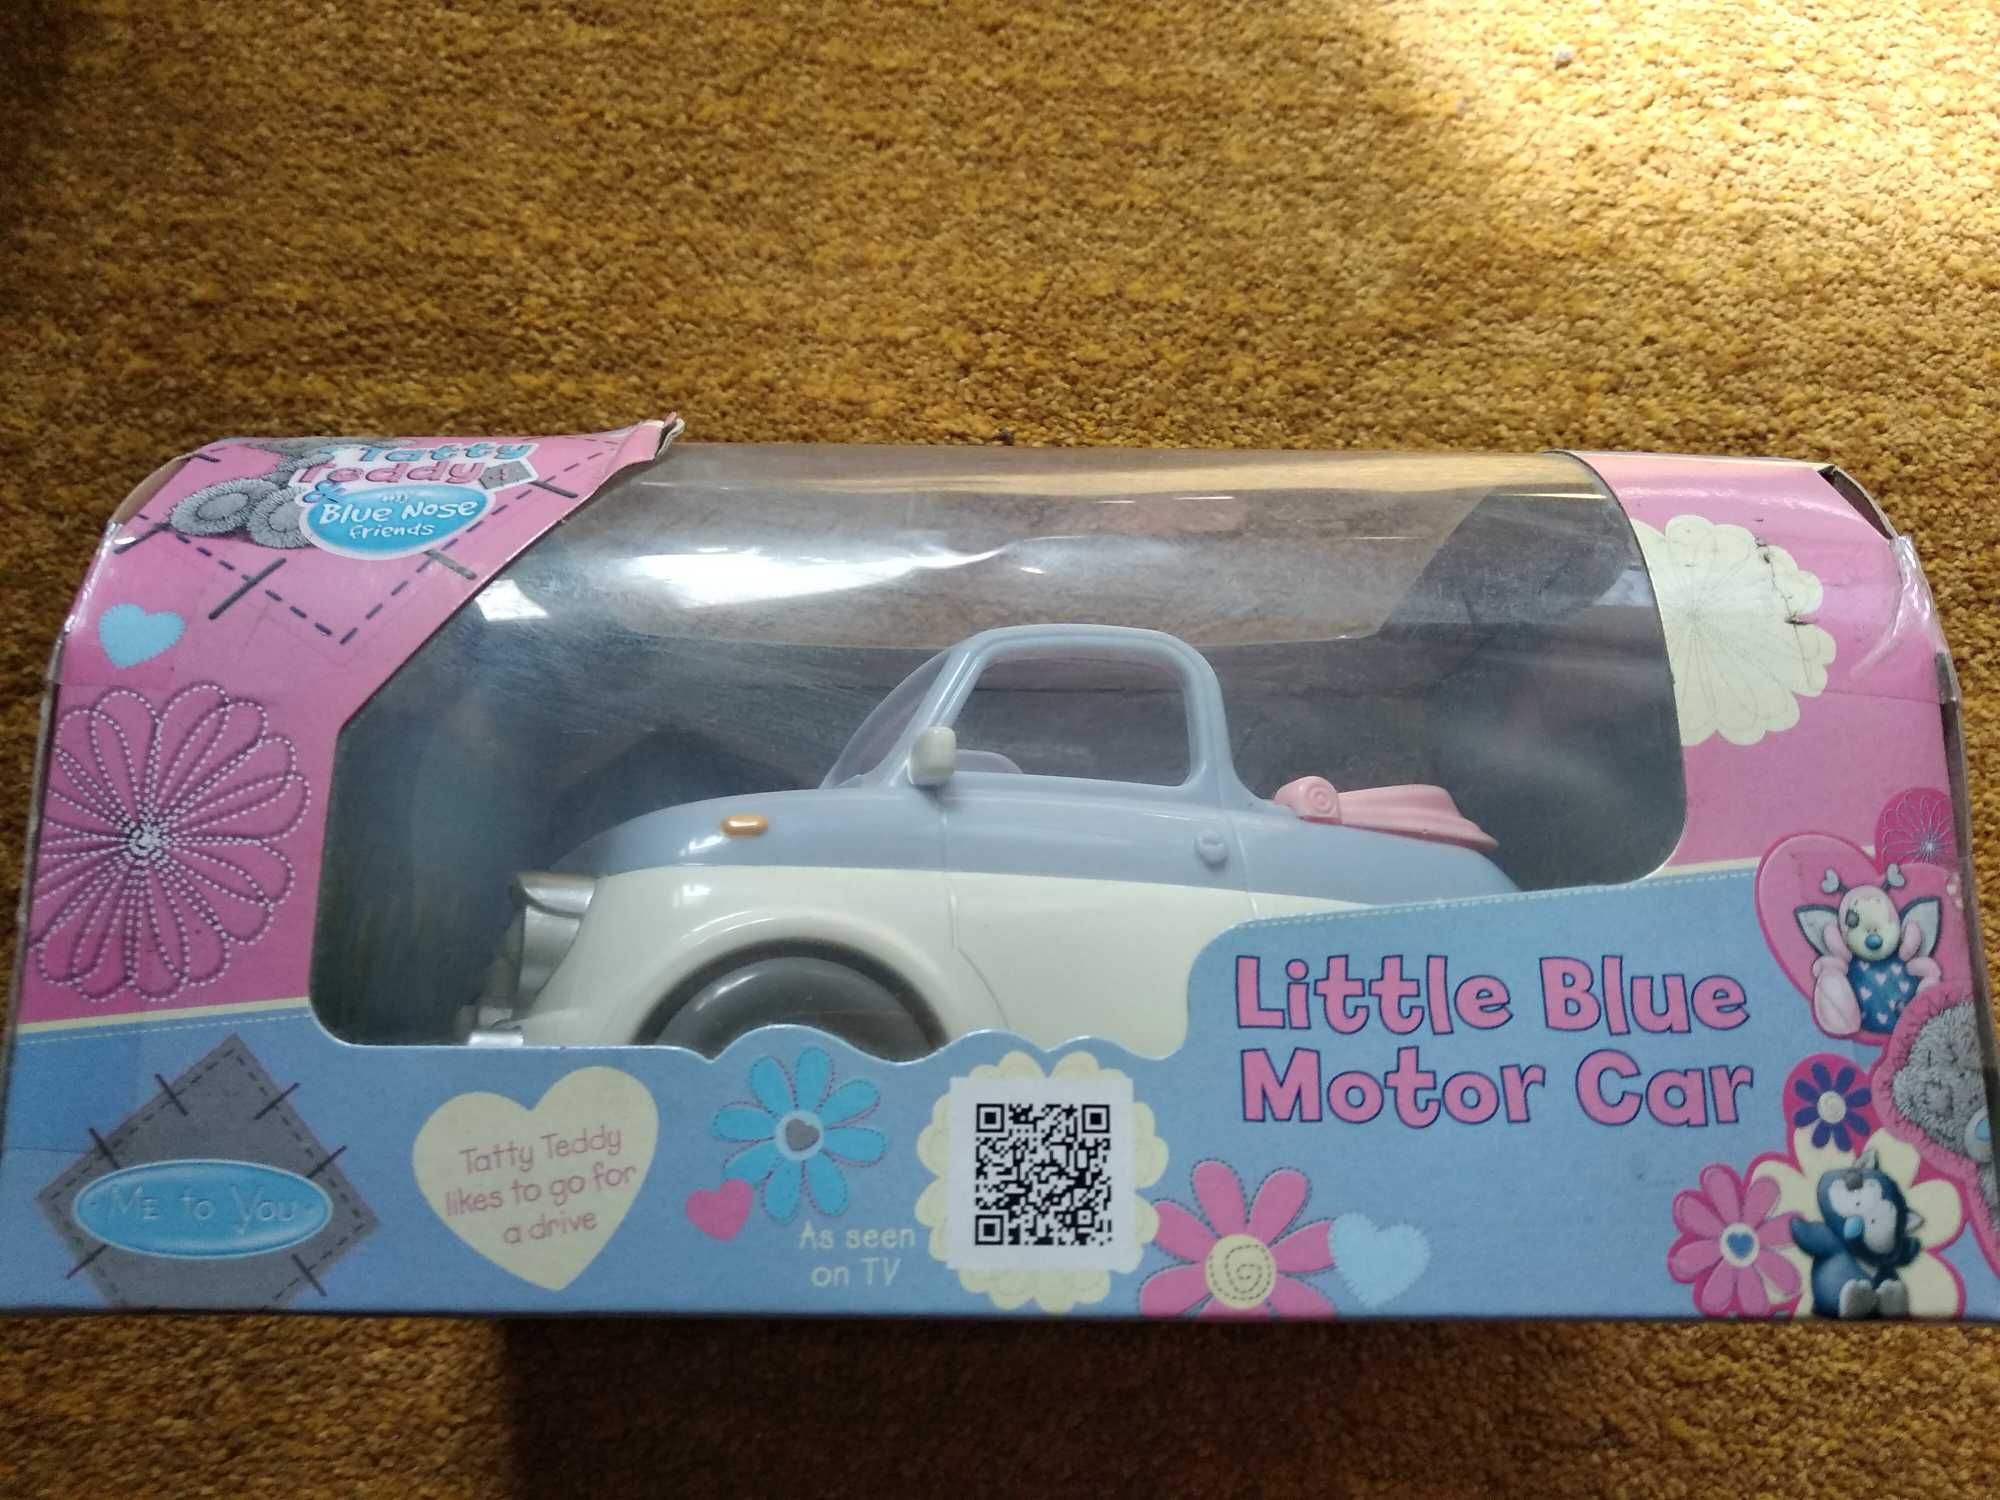 Tatty
Teddy
& my
Blue Nose
Friends
Little Blue
Motor Car
Me to You
Tatty Teddy
likes to go for
a drive
As seen
on TV